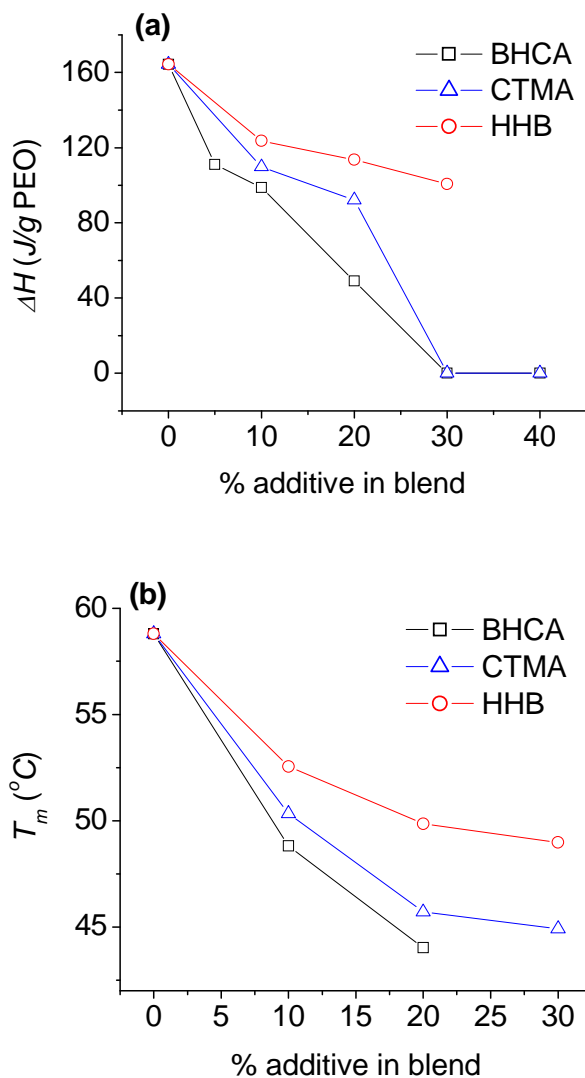 (a)
BHCA
CTMA
HHB
160
120
80
40
0
ΔH (J/g PEO)
0 10 20 30 40
% additive in blend
(b)
BHCA
CTMA
HHB
60
55
50
45
T_m (°C)
0 5 10 15 20 25 30
% additive in blend